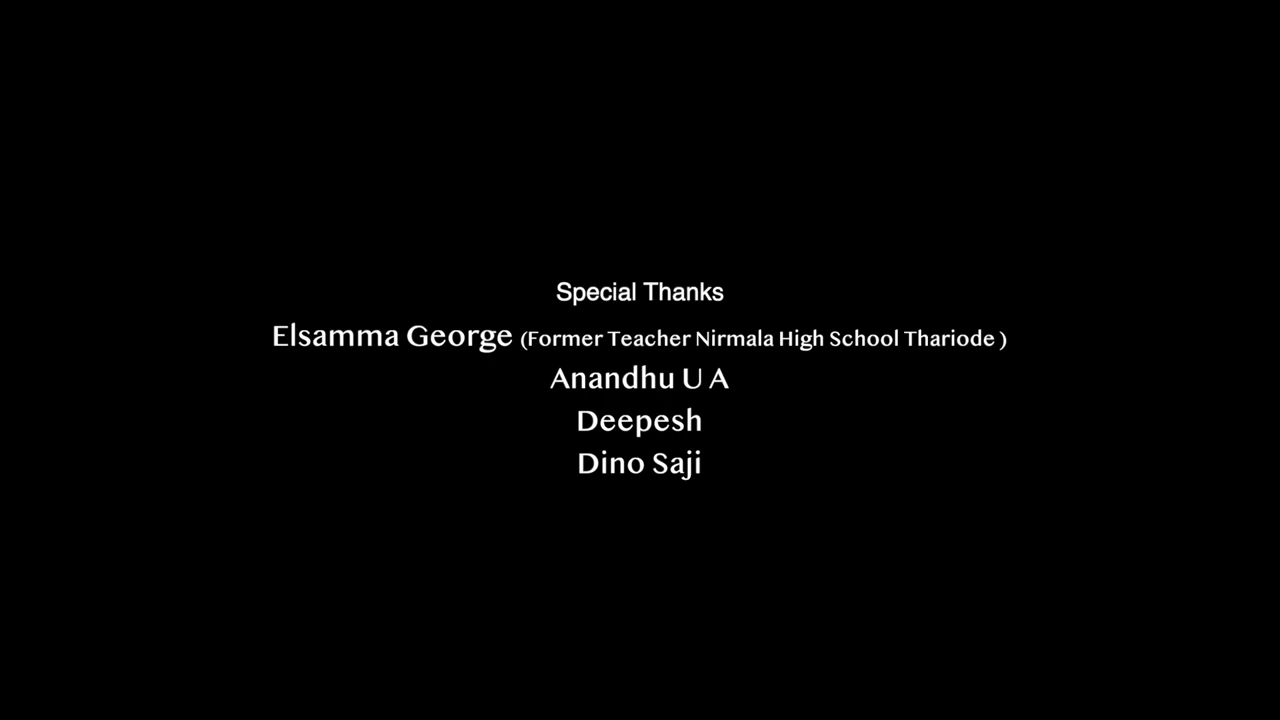 Special Thanks
Elsamma George (Former Teacher Nirmala High School Thariode )
Anandhu U A
Deepesh
Dino Saji